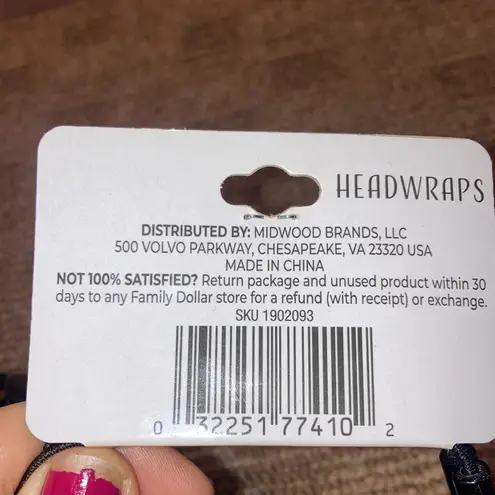 HEADWRAPS
DISTRIBUTED BY: MIDWOOD BRANDS, LLC
500 VOLVO PARKWAY, CHESAPEAKE, VA 23320 USA
MADE IN CHINA
NOT 100% SATISFIED? Return package and unused product within 30
days to any Family Dollar store for a refund (with receipt) or exchange.
SKU 1902093
0 32251 77410 2